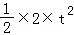 1/2 × 2 × t²